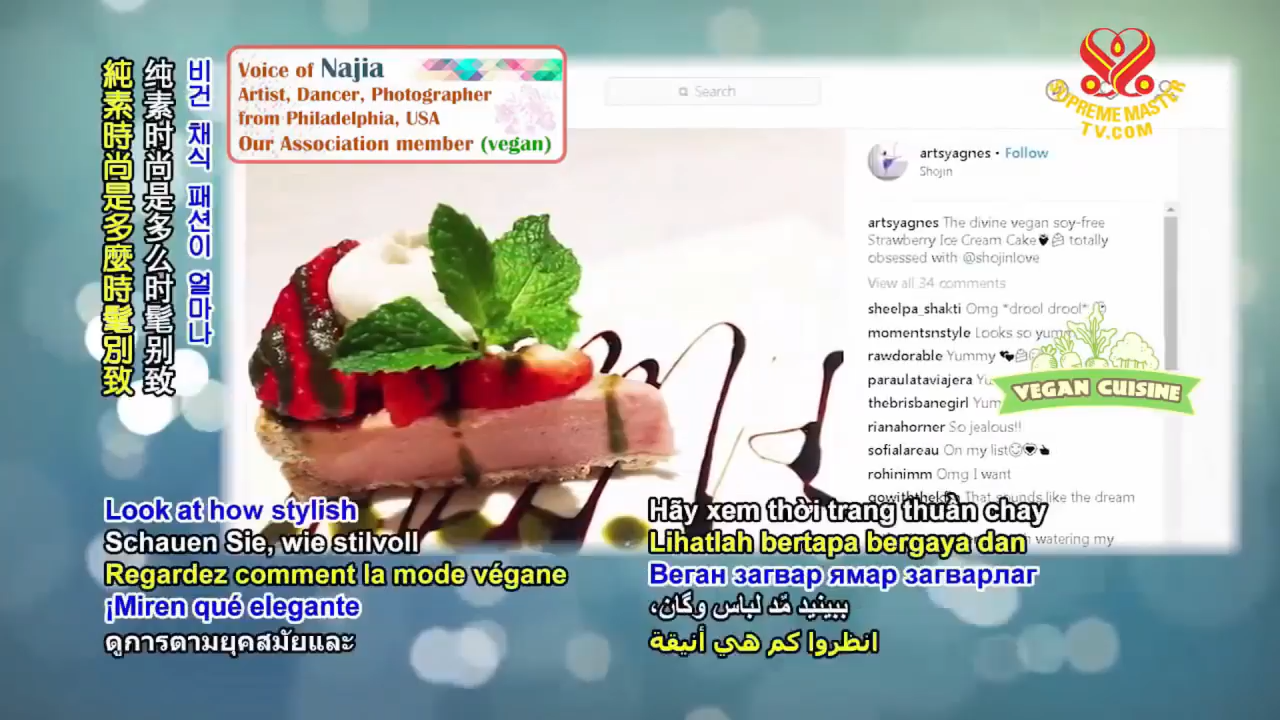 純素時尚是多麼時髦別致
纯素时尚是多么时髦别致
비건 채식 패션이 얼마나
Voice of Najia
Artist, Dancer, Photographer
from Philadelphia, USA
Our Association member (vegan)
Search
SUPREME MASTER
TV.COM
artsyagnes • Follow
Shojin
artsyagnes The divine vegan soy-free
Strawberry Ice Cream Cake🍓🍰 totally
obsessed with @shojinlove
View all 34 comments
sheelpa_shakti Omg *drool drool*
momentsnstyle Looks so yumm
rawdorable Yummy
paraulataviajera
thebrisbanegirl
rianahorner So jealous!!
sofialareau On my list
rohinimm Omg I want
That sounds like the dream
watering my
VEGAN CUISINE
Look at how stylish
Schauen Sie, wie stilvoll
Regardez comment la mode végane
¡Miren qué elegante
ดูการตามยุคสมัยและ
Hãy xem thời trang thuần chay
Lihatlah bertapa bergaya dan
Веган загвар ямар загварлаг
ببینید مُد لباس وگان،
انظروا كم هي أنيقة